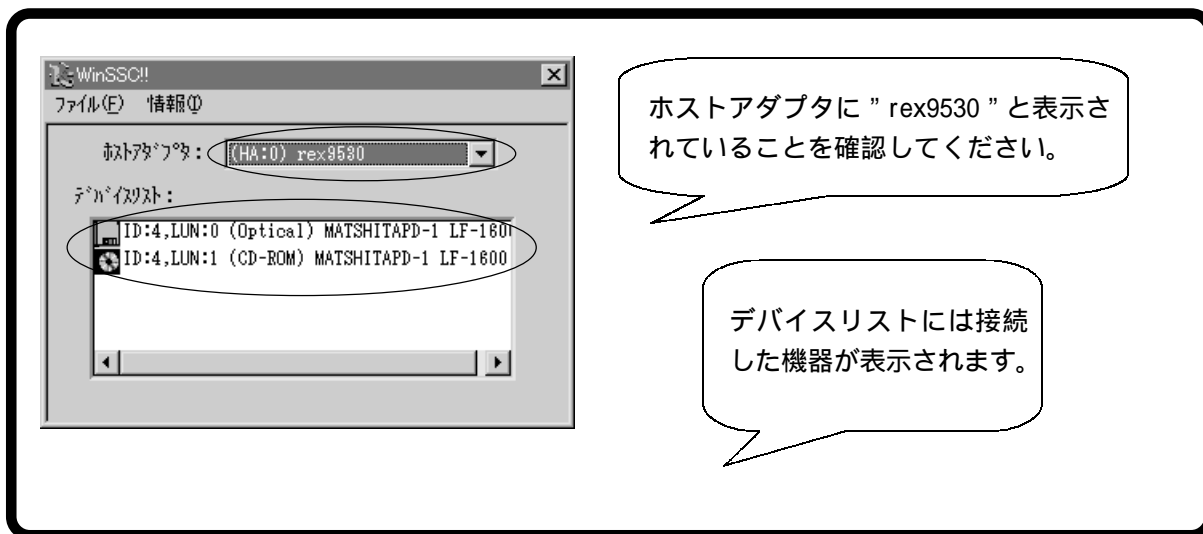 WinSSC!!
ファイル(F) 情報(I)
ﾎｽﾄｱﾀﾞﾌﾟﾀ : (HA:0) rex9530
ﾃﾞﾊﾞｲｽﾘｽﾄ :
ID:4,LUN:0 (Optical) MATSHITAPD-1 LF-160
ID:4,LUN:1 (CD-ROM) MATSHITAPD-1 LF-1600
ホストアダプタに ” rex9530 ” と表示さ
れていることを確認してください。
デバイスリストには接続
した機器が表示されます。